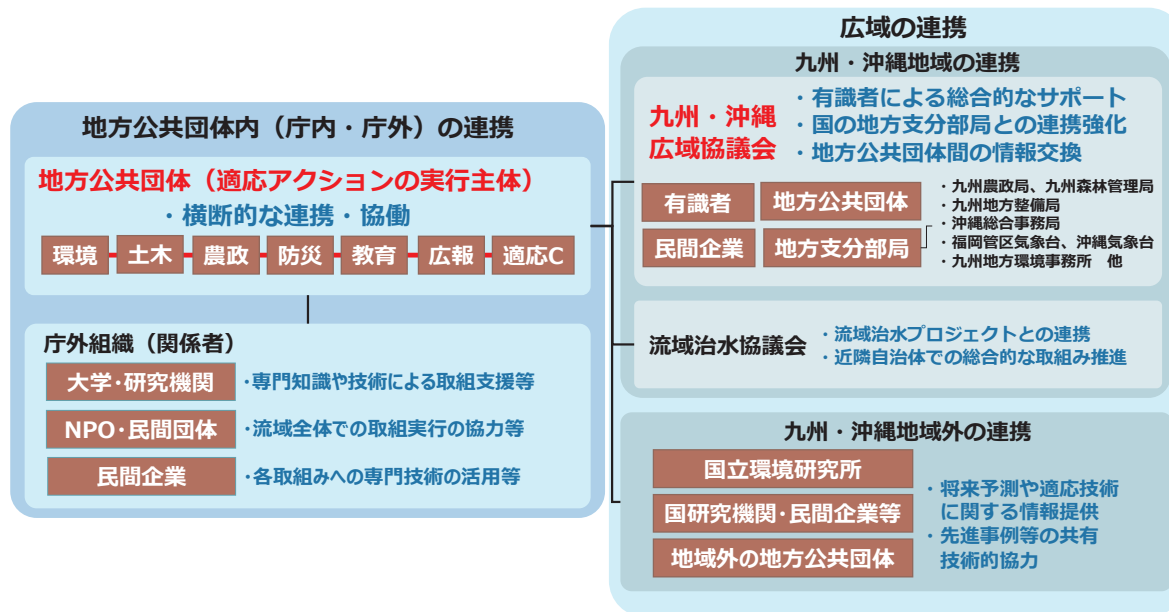 地方公共団体内（庁内・庁外）の連携
地方公共団体（適応アクションの実行主体）
・横断的な連携・協働
環境 土木 農政 防災 教育 広報 適応C
庁外組織（関係者）
大学・研究機関 ・専門知識や技術による取組支援等
NPO・民間団体 ・流域全体での取組実行の協力等
民間企業 ・各取組みへの専門技術の活用等
広域の連携
九州・沖縄地域の連携
九州・沖縄
広域協議会
・有識者による総合的なサポート
・国の地方支分部局との連携強化
・地方公共団体間の情報交換
有識者 地方公共団体
民間企業 地方支分部局
・九州農政局、九州森林管理局
・九州地方整備局
・沖縄総合事務局
・福岡管区気象台、沖縄気象台
・九州地方環境事務所　他
流域治水協議会
・流域治水プロジェクトとの連携
・近隣自治体での総合的な取組み推進
九州・沖縄地域外の連携
国立環境研究所
国研究機関・民間企業等
地域外の地方公共団体
・将来予測や適応技術
に関する情報提供
・先進事例等の共有
技術的協力